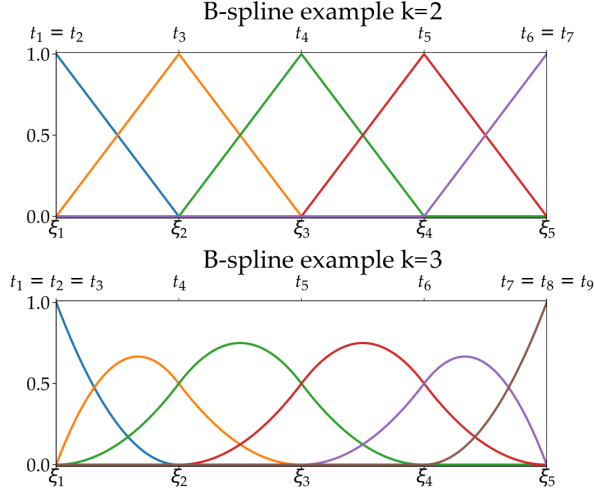 B-spline example k=2
t₁ = t₂ t₃ t₄ t₅ t₆ = t₇
1.0
0.5
0.0
ξ₁ ξ₂ ξ₃ ξ₄ ξ₅
B-spline example k=3
t₁ = t₂ = t₃ t₄ t₅ t₆ t₇ = t₈ = t₉
1.0
0.5
0.0
ξ₁ ξ₂ ξ₃ ξ₄ ξ₅